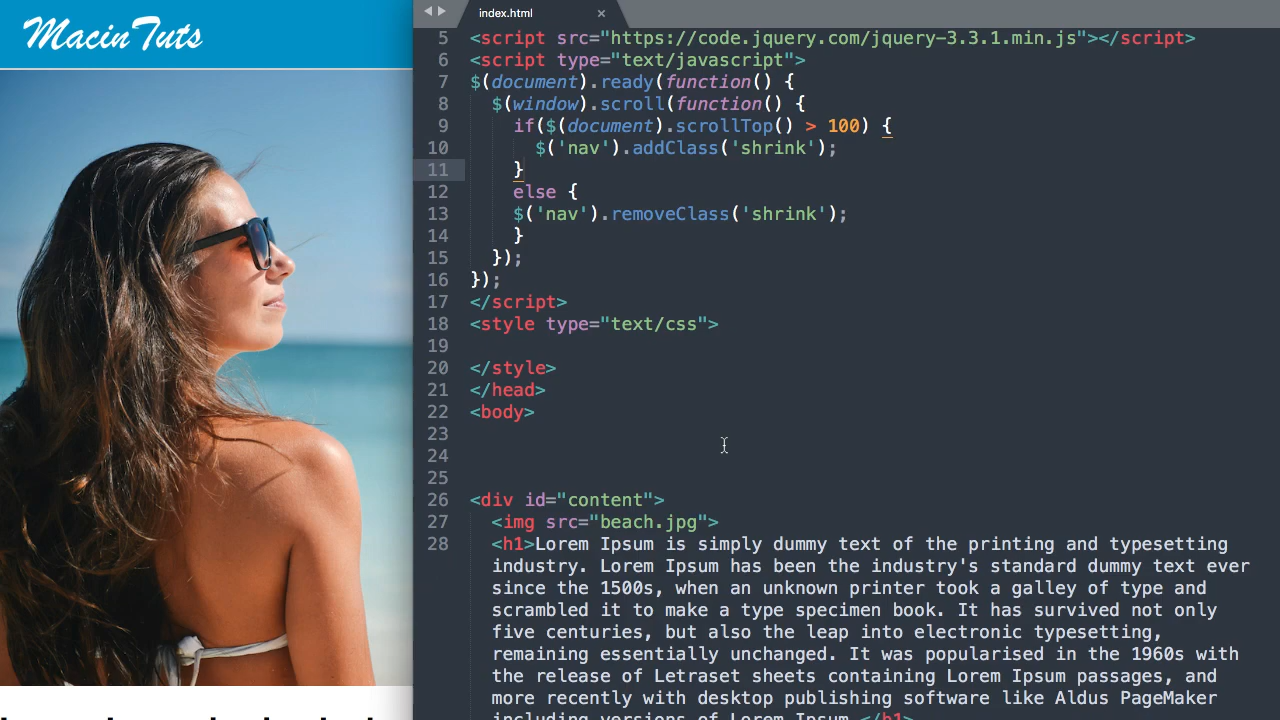 MacinTuts
index.html ×
5 <script src="https://code.jquery.com/jquery-3.3.1.min.js"></script>
6 <script type="text/javascript">
7 $(document).ready(function() {
8 $(window).scroll(function() {
9 if($(document).scrollTop() > 100) {
10 $('nav').addClass('shrink');
11 }
12 else {
13 $('nav').removeClass('shrink');
14 }
15 });
16 });
17 </script>
18 <style type="text/css">
19
20 </style>
21 </head>
22 <body>
23
24
25
26 <div id="content">
27 <img src="beach.jpg">
28 <h1>Lorem Ipsum is simply dummy text of the printing and typesetting
industry. Lorem Ipsum has been the industry's standard dummy text ever
since the 1500s, when an unknown printer took a galley of type and
scrambled it to make a type specimen book. It has survived not only
five centuries, but also the leap into electronic typesetting,
remaining essentially unchanged. It was popularised in the 1960s with
the release of Letraset sheets containing Lorem Ipsum passages, and
more recently with desktop publishing software like Aldus PageMaker
including versions of Lorem Ipsum.</h1>